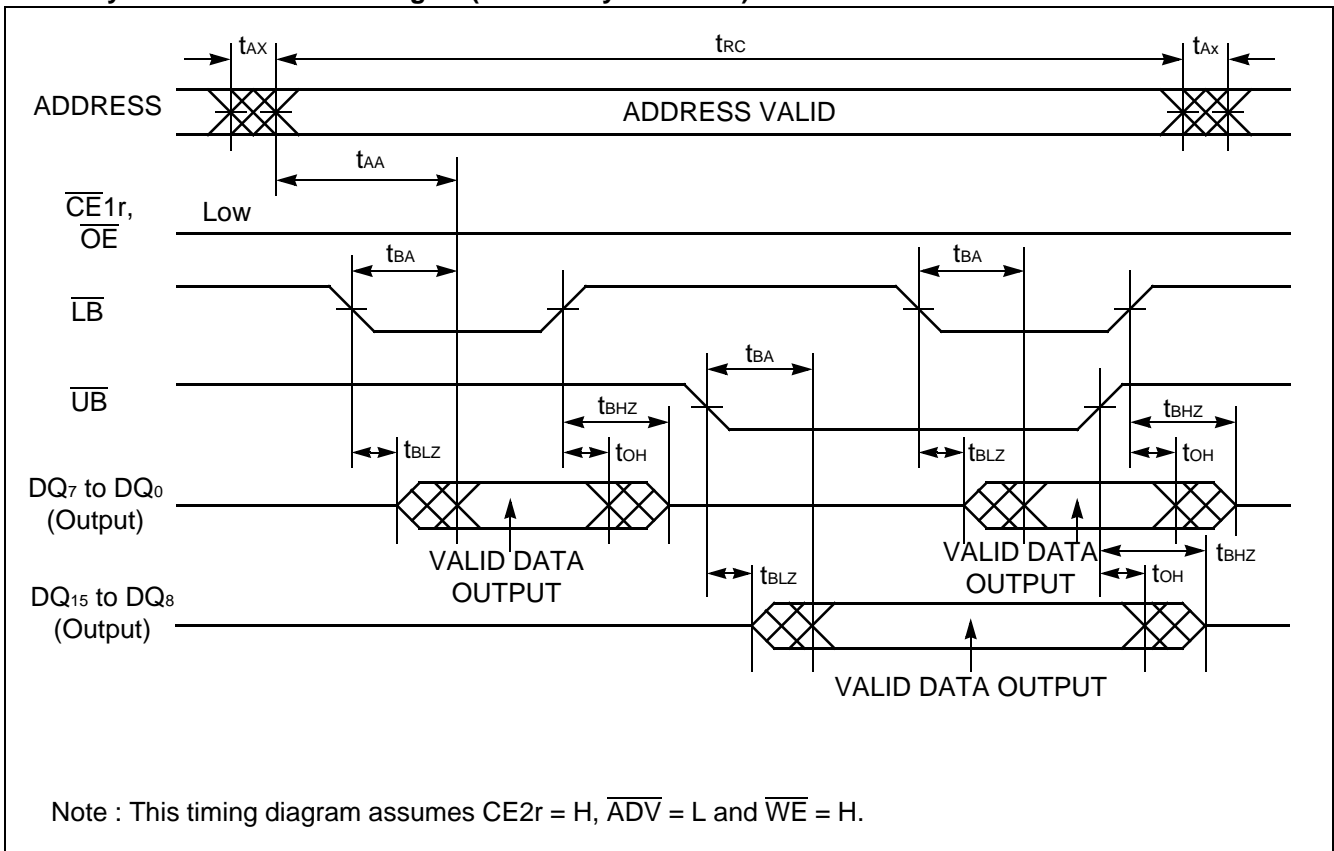 tAX tRC tAx
ADDRESS ADDRESS VALID
tAA
CE1r,
OE
Low
tBA tBA
LB
tBA
UB
tBHZ tBHZ
tBLZ tOH tBLZ tOH
DQ7 to DQ0
(Output)
VALID DATA
OUTPUT
VALID DATA
OUTPUT
tBHZ
tBLZ tOH
DQ15 to DQ8
(Output)
VALID DATA OUTPUT
Note : This timing diagram assumes CE2r = H, ADV = L and WE = H.